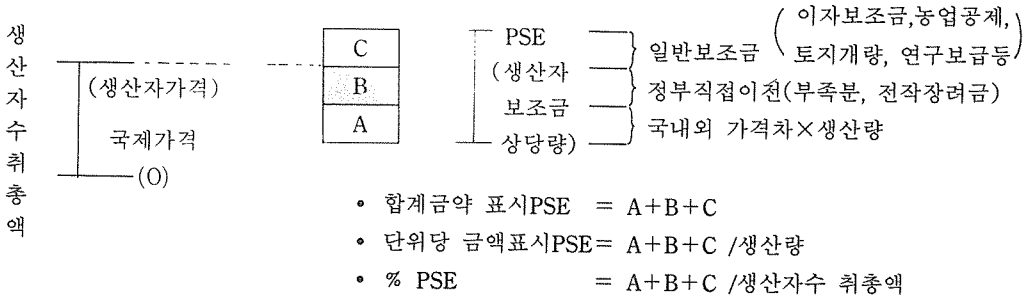 생산자수취총액
(생산자가격)
국제가격
(O)
C
B
A
PSE
(생산자
보조금
상당량)
일반보조금 (이자보조금,농업공제,
토지개량, 연구보급등)
정부직접이전(부족분, 전작장려금)
국내외 가격차×생산량
• 합계금약 표시PSE = A+B+C
• 단위당 금액표시PSE= A+B+C /생산량
• % PSE = A+B+C /생산자수 취총액